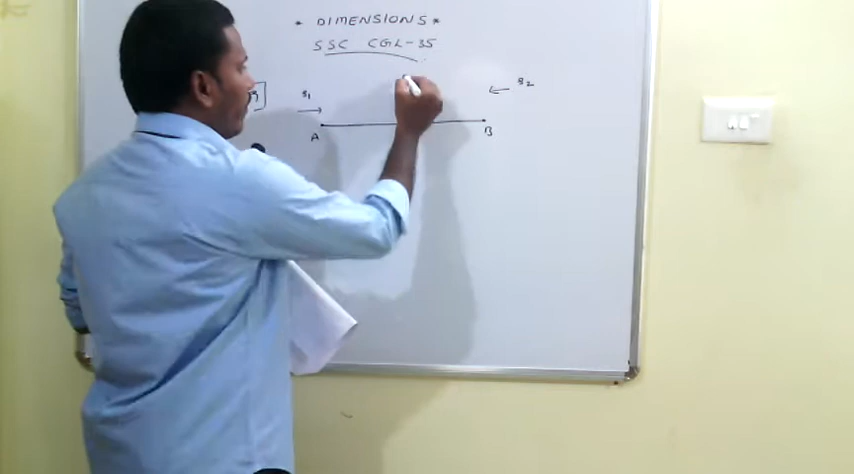 * DIMENSIONS *
SSC CGL-35
S₁
S₂
A
B